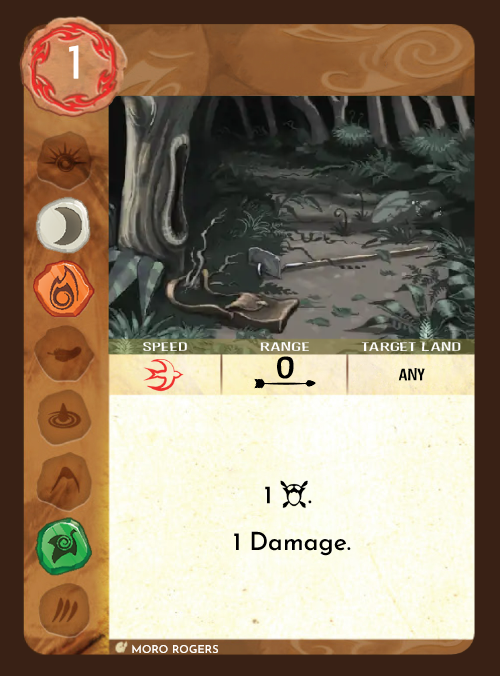 1
SPEED RANGE TARGET LAND
0 ANY
1 .
1 Damage.
MORO ROGERS